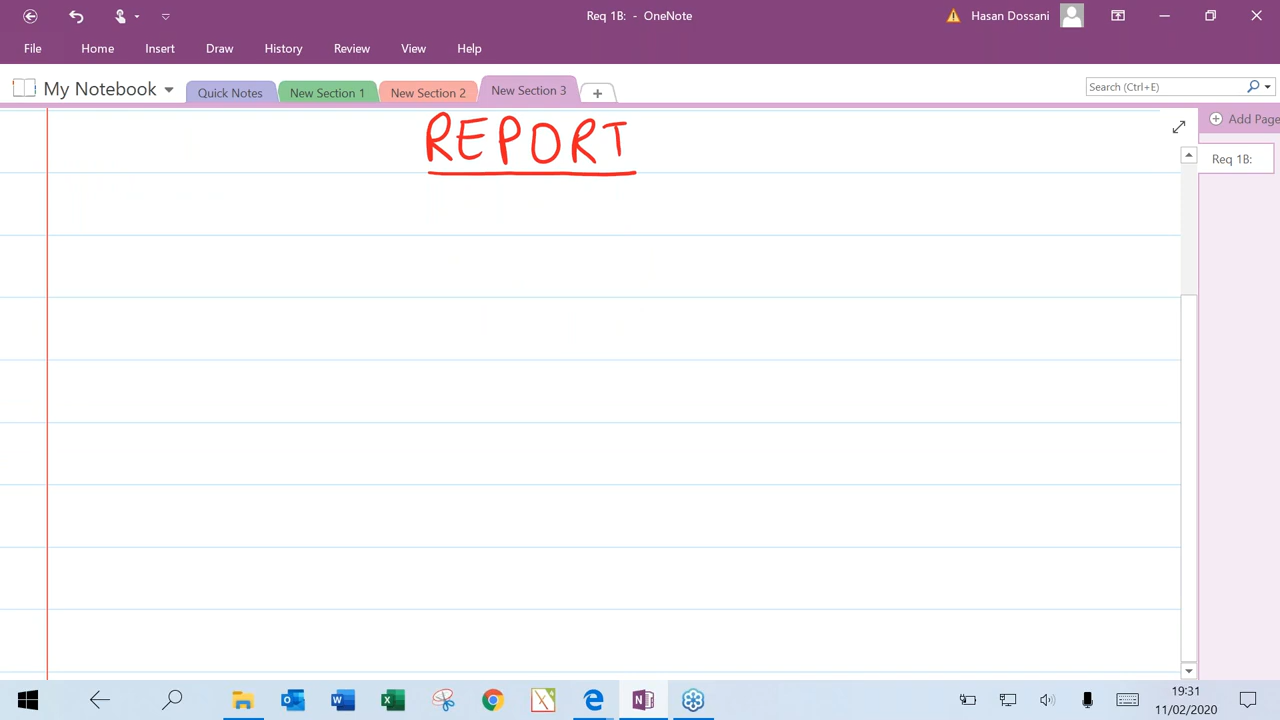 Req 1B: - OneNote
Hasan Dossani
File Home Insert Draw History Review View Help
My Notebook Quick Notes New Section 1 New Section 2 New Section 3
Search (Ctrl+E)
Add Page
Req 1B:
REPORT
19:31
11/02/2020